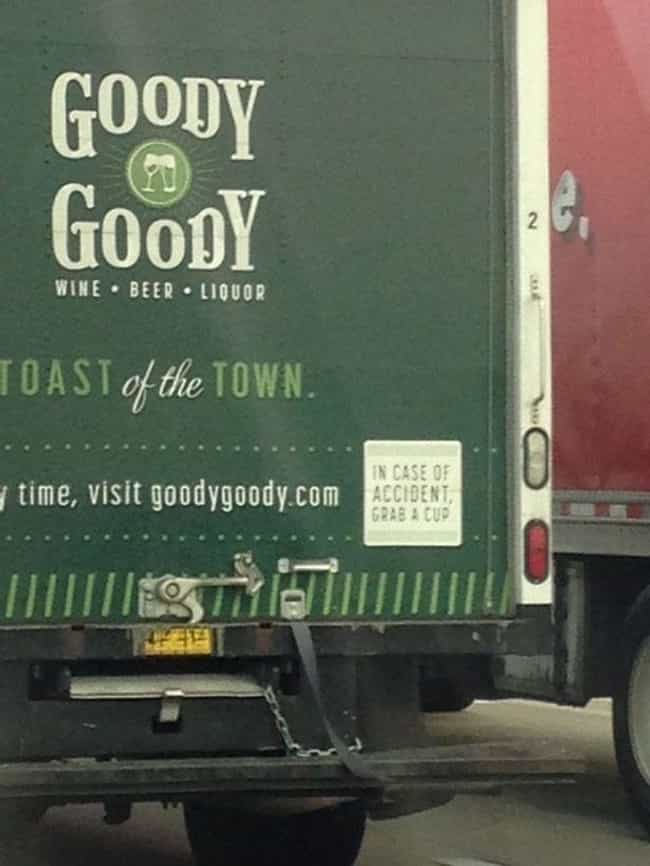 GOODY
GOODY
WINE • BEER • LIQUOR
TOAST of the TOWN.
y time, visit goodygoody.com
IN CASE OF
ACCIDENT,
GRAB A CUP
2
e.